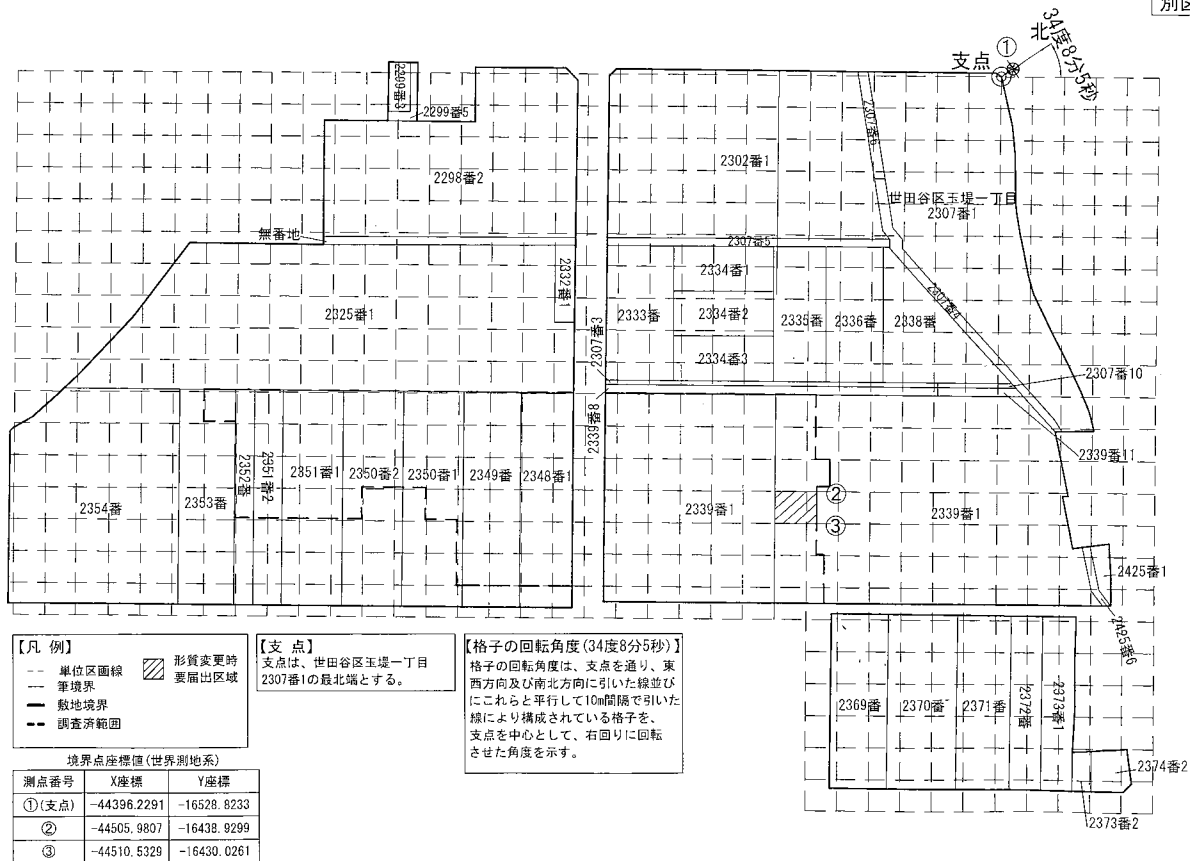 別図
34度8分5秒
北
①
支点
2299番3
2299番5
2298番2
2302番1
2307番6
世田谷区玉堤一丁目
2307番1
無番地
2307番5
2332番1
2334番1
2325番1
2333番
2334番2
2335番
2336番
2338番
2307番4
2307番3
2334番3
2307番10
2339番8
2339番11
2352番
2351番2
2351番1
2350番2
2350番1
2349番
2348番1
2354番
2353番
2339番1
②
2339番1
③
2425番1
2425番6
2369番
2370番
2371番
2372番
2373番1
2374番2
2373番2
【凡 例】
単位区画線
筆境界
敷地境界
調査済範囲
形質変更時
要届出区域
【支 点】
支点は、世田谷区玉堤一丁目
2307番1の最北端とする。
【格子の回転角度(34度8分5秒)】
格子の回転角度は、支点を通り、東
西方向及び南北方向に引いた線並び
にこれらと平行して10m間隔で引いた
線により構成されている格子を、
支点を中心として、右回りに回転
させた角度を示す。
境界点座標値(世界測地系)
測点番号 X座標 Y座標
①(支点) -44396.2291 -16528.8233
② -44505.9807 -16438.9299
③ -44510.5329 -16430.0261